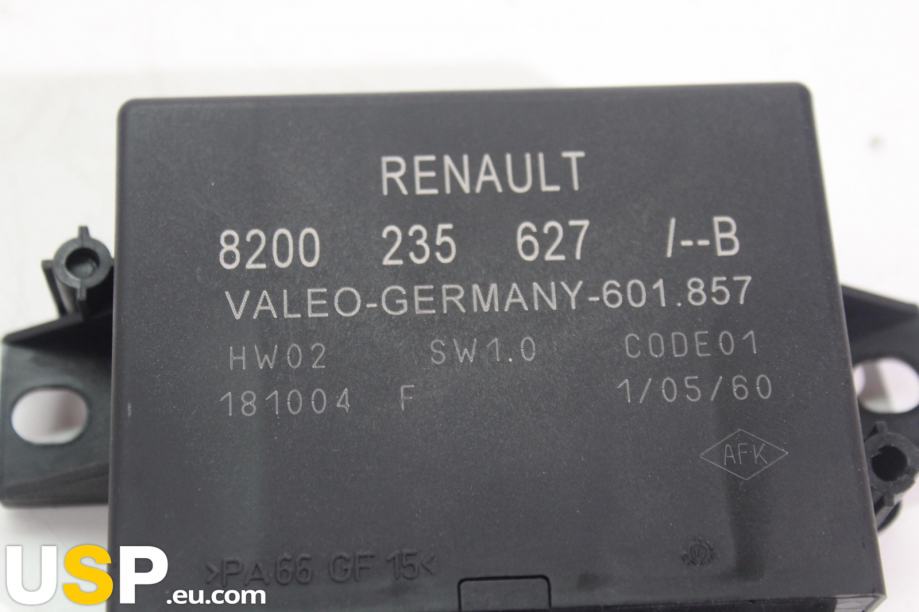 RENAULT
8200 235 627 /--B
VALEO-GERMANY-601.857
HW02 SW1.0 CODE01
181004 F 1/05/60
AFK
>PA66 GF 15<
USP.eu.com